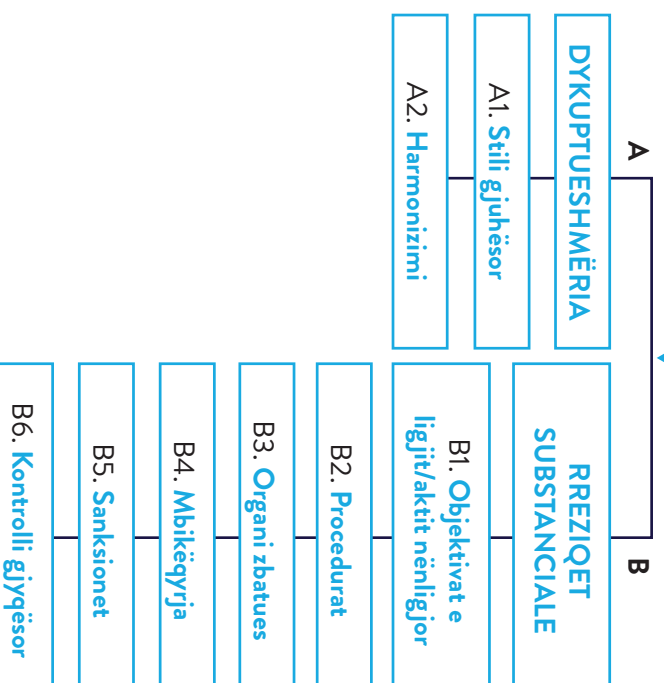 A
DYKUPTUESHMËRIA
A1. Stili gjuhësor
A2. Harmonizimi
B
RREZIQET
SUBSTANCIALE
B1. Objektivat e
ligjit/aktit nënligjor
B2. Procedurat
B3. Organi zbatues
B4. Mbikëqyrja
B5. Sanksionet
B6. Kontrolli gjyqësor